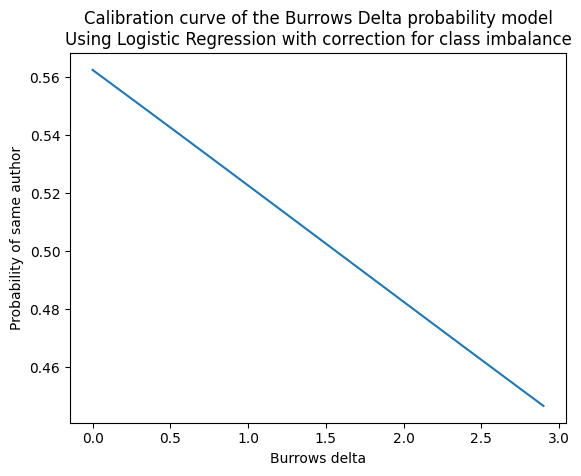 Calibration curve of the Burrows Delta probability model
Using Logistic Regression with correction for class imbalance
Probability of same author
0.56
0.54
0.52
0.50
0.48
0.46
0.0 0.5 1.0 1.5 2.0 2.5 3.0
Burrows delta